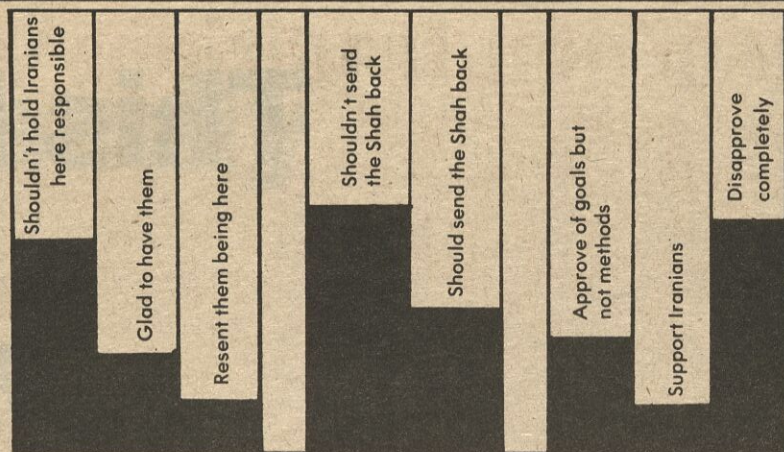 Shouldn't hold Iranians
here responsible
Glad to have them
Resent them being here
Shouldn't send
the Shah back
Should send the Shah back
Approve of goals but
not methods
Support Iranians
Disapprove
completely